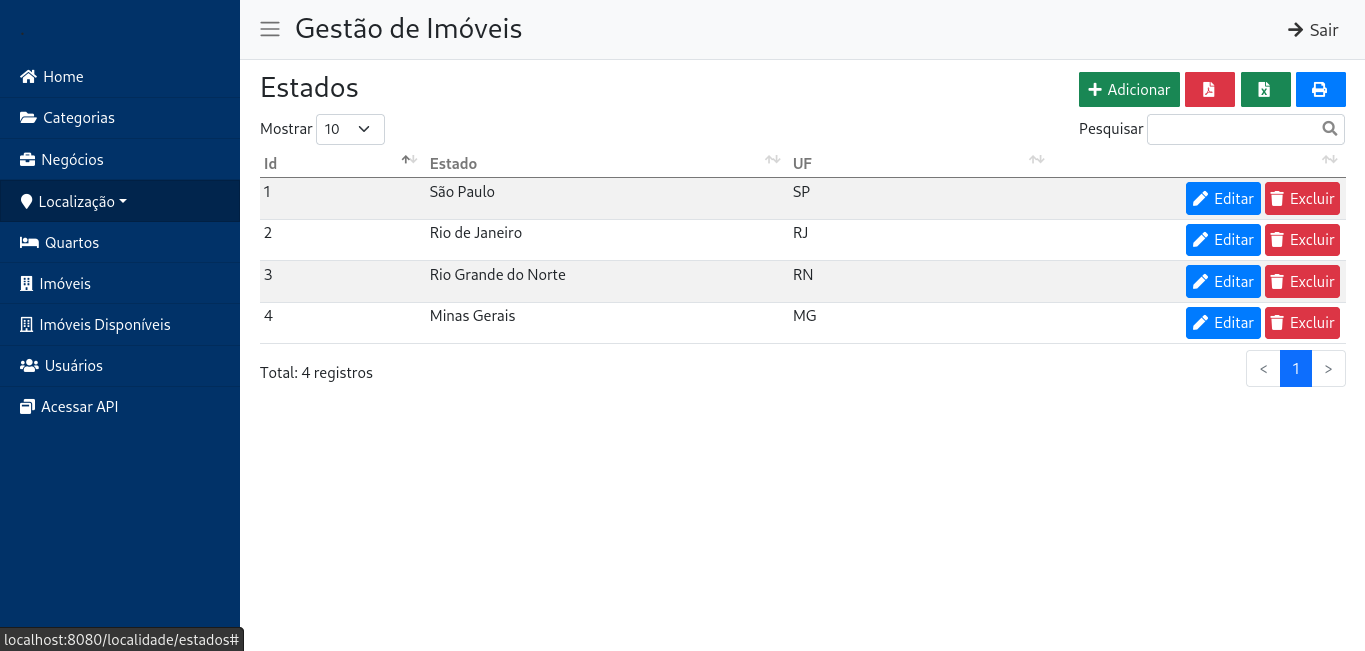 Gestão de Imóveis
Sair
Home
Categorias
Negócios
Localização
Quartos
Imóveis
Imóveis Disponíveis
Usuários
Acessar API
Estados
Adicionar
Mostrar 10
Pesquisar
Id Estado UF
1 São Paulo SP Editar Excluir
2 Rio de Janeiro RJ Editar Excluir
3 Rio Grande do Norte RN Editar Excluir
4 Minas Gerais MG Editar Excluir
Total: 4 registros
< 1 >
localhost:8080/localidade/estados#